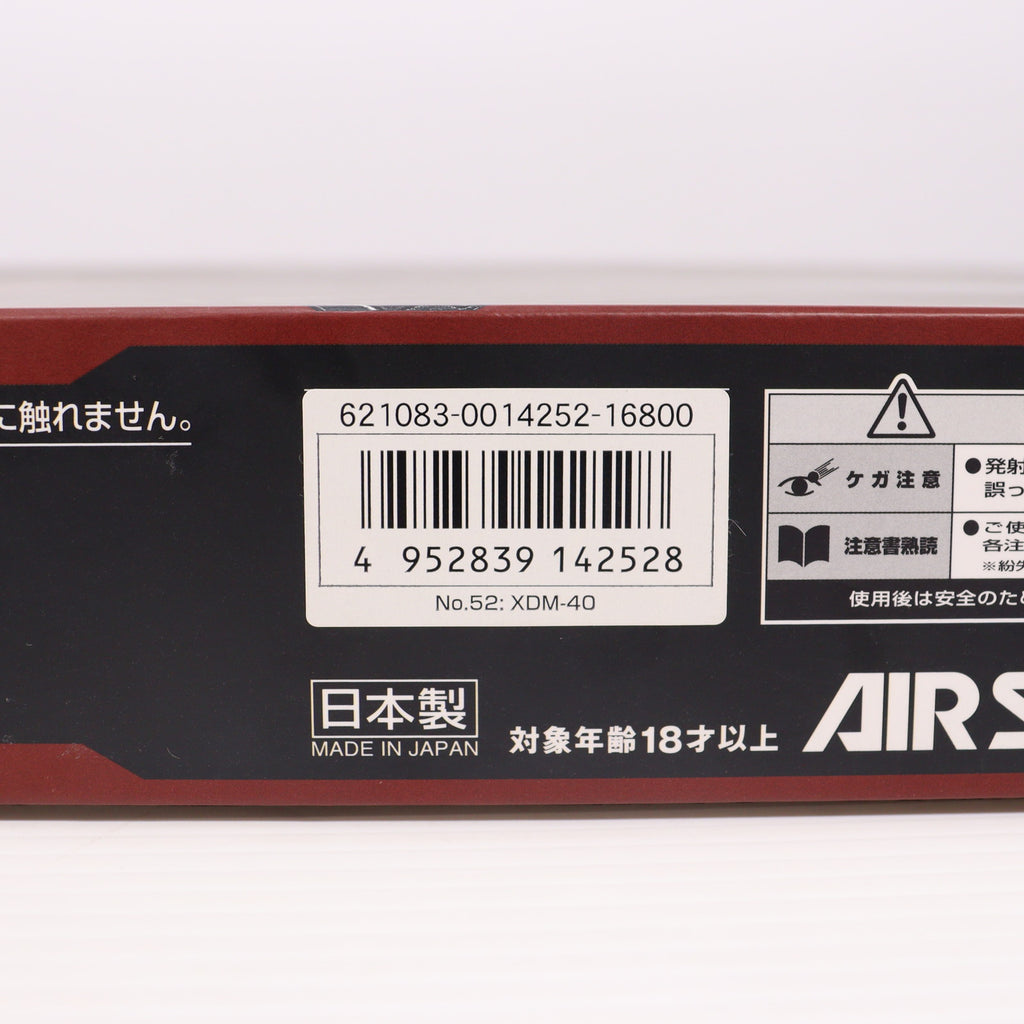 に触れません。
621083-0014252-16800
4 952839 142528
No.52: XDM-40
日本製
MADE IN JAPAN
対象年齢18才以上
AIR S
ケガ注意
●発射
誤っ
注意書熟読
●ご使
各注
※紛失
使用後は安全のため